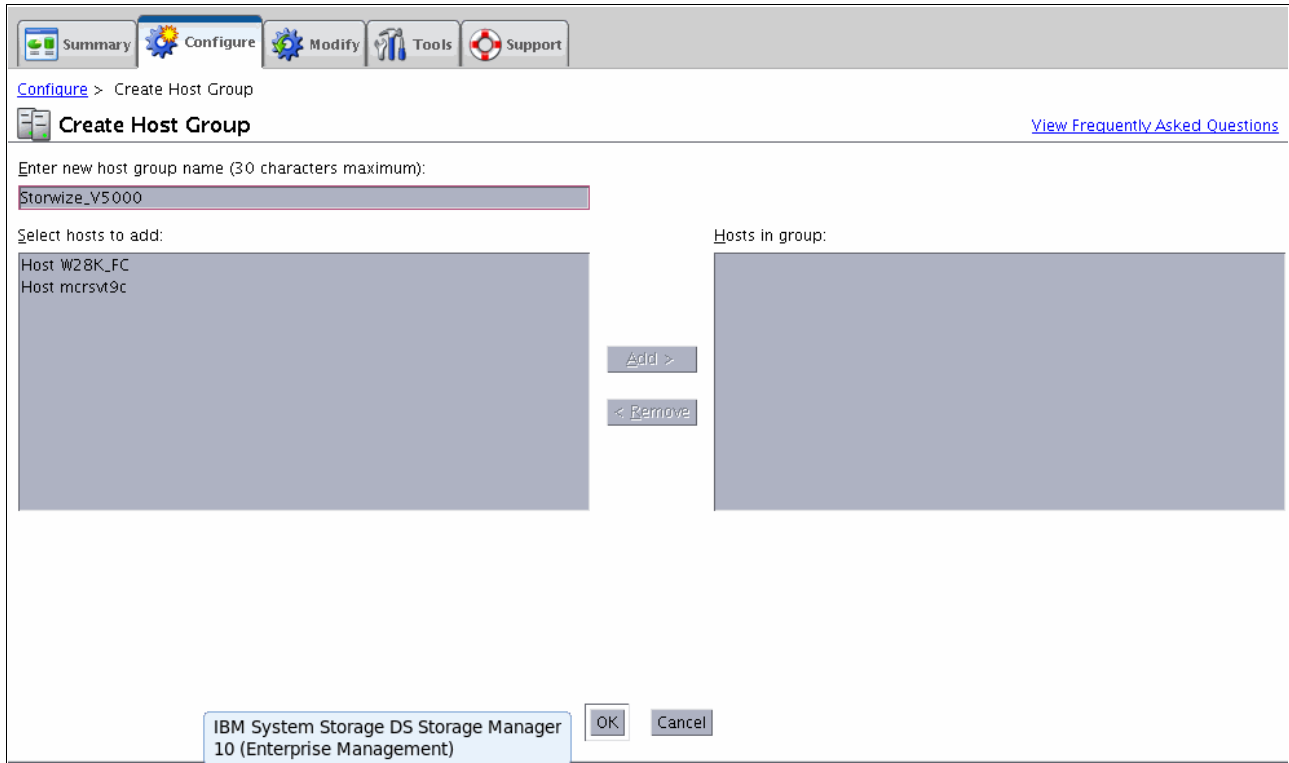 Summary Configure Modify Tools Support
Configure > Create Host Group
Create Host Group
View Frequently Asked Questions
Enter new host group name (30 characters maximum):
Storwize_V5000
Select hosts to add:
Host W28K_FC
Host mcrsvt9c
Add >
< Remove
Hosts in group:
OK Cancel
IBM System Storage DS Storage Manager
10 (Enterprise Management)